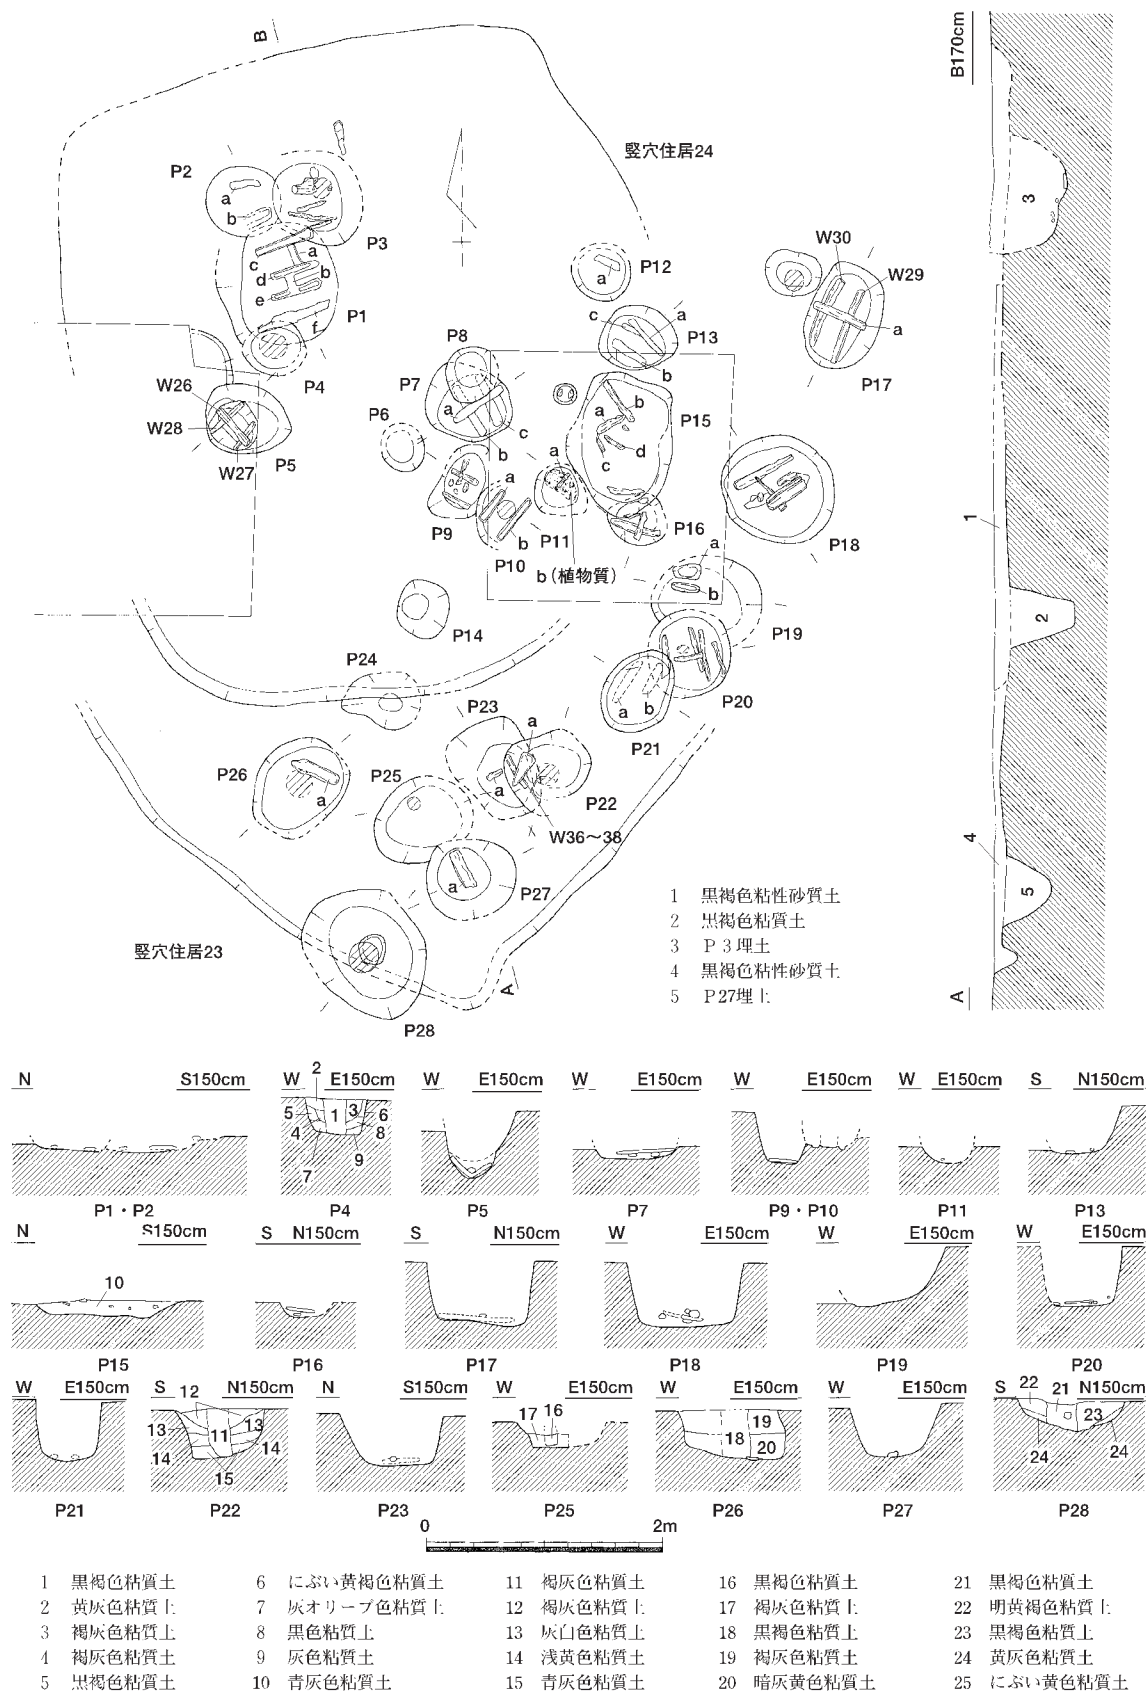 B
B170cm
竪穴住居24
P2
a
b
P3
c
a
d
b
e
f
P1
P4
W26
W28
W27
P5
P12
a
W30
W29
a
P17
3
P8
P7
a
b
c
P6
c
a
b
P13
P15
a
b
c
d
P9
a
b
P10
a
P11
b(植物質)
P16
P18
a
b
P19
1
2
P14
P24
P23
a
P20
a
b
P21
P26
a
P25
a
P22
W36〜38
P27
a
4
5
竪穴住居23
P28
A
A
1 黒褐色粘性砂質土
2 黒褐色粘質土
3 P3埋土
4 黒褐色粘性砂質土
5 P27埋土
N S150cm
W 2 E150cm
5 1 3 6
4 8
7 9
W E150cm
W E150cm
W E150cm
W E150cm
S N150cm
P1・P2 P4 P5 P7 P9・P10 P11 P13
N S150cm
10
S N150cm
S N150cm
W E150cm
W E150cm
W E150cm
P15 P16 P17 P18 P19 P20
W E150cm
S 12 N150cm
13 11 13
14 15 14
N S150cm
W E150cm
17 16
W E150cm
18 19
20
W E150cm
S 22 21 N150cm
23
24 24
P21 P22 P23 P25 P26 P27 P28
0 2m
1 黒褐色粘質土 6 にぶい黄褐色粘質土 11 褐灰色粘質土 16 黒褐色粘質土 21 黒褐色粘質土
2 黄灰色粘質土 7 灰オリーブ色粘質土 12 褐灰色粘質土 17 褐灰色粘質土 22 明黄褐色粘質土
3 褐灰色粘質土 8 黒色粘質土 13 灰白色粘質土 18 黒褐色粘質土 23 黒褐色粘質土
4 褐灰色粘質土 9 灰色粘質土 14 浅黄色粘質土 19 褐灰色粘質土 24 黄灰色粘質土
5 黒褐色粘質土 10 青灰色粘質土 15 青灰色粘質土 20 暗灰黄色粘質土 25 にぶい黄色粘質土